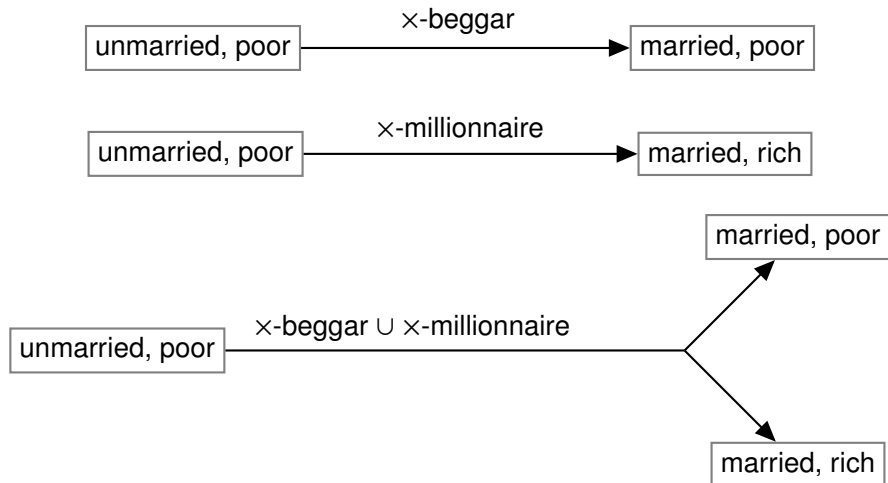 ×-beggar
unmarried, poor married, poor
×-millionnaire
unmarried, poor married, rich
married, poor
×-beggar ∪ ×-millionnaire
unmarried, poor
married, rich